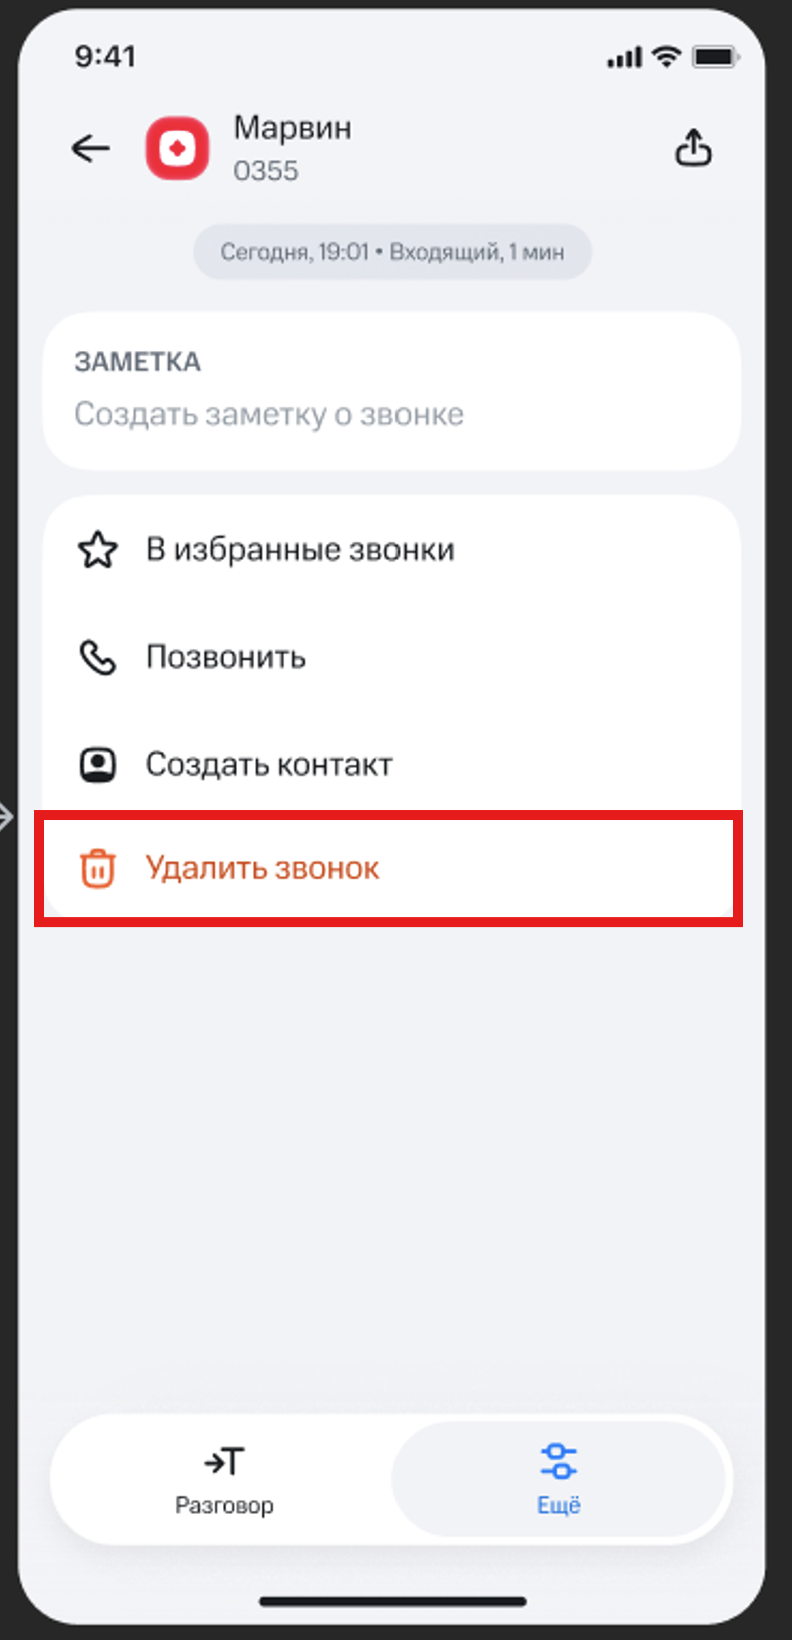 9:41
Марвин
0355
Сегодня, 19:01 • Входящий, 1 мин
ЗАМЕТКА
Создать заметку о звонке
В избранные звонки
Позвонить
Создать контакт
Удалить звонок
→T
Разговор
Ещё